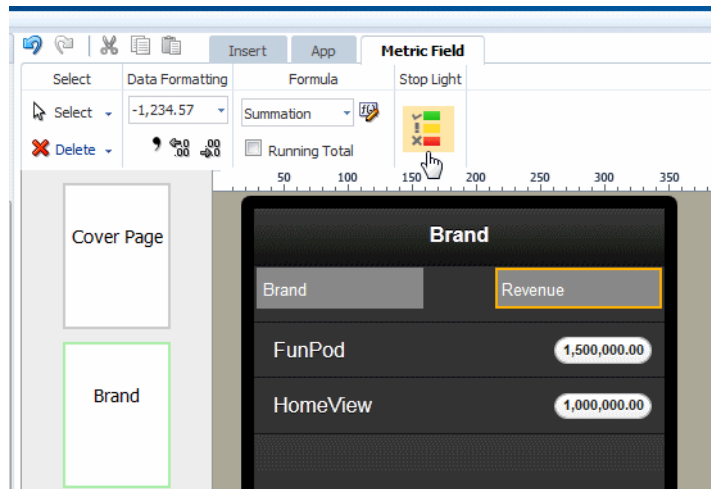 Insert App Metric Field
Select Data Formatting Formula Stop Light
Select -1,234.57 Summation
Delete .00 .00 Running Total
50 100 150 200 250 300 350
Cover Page
Brand
Brand Revenue
FunPod 1,500,000.00
HomeView 1,000,000.00
Brand